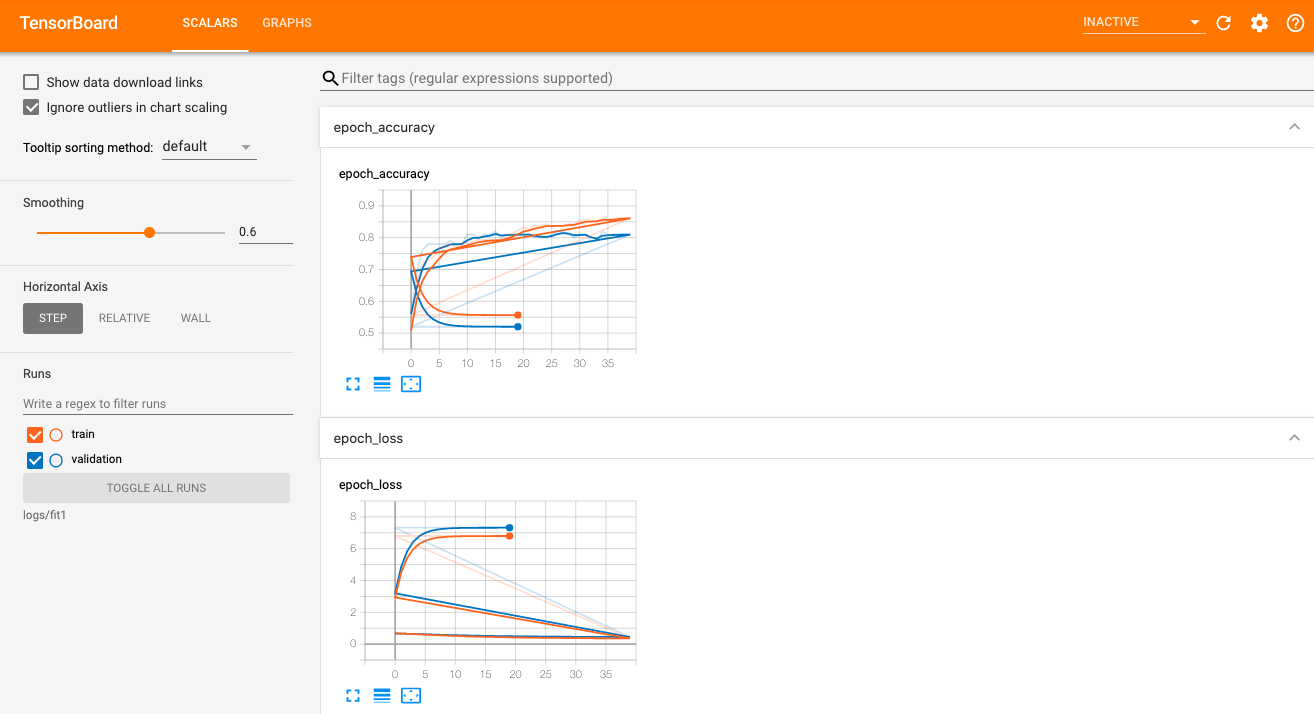 TensorBoard SCALARS GRAPHS INACTIVE
Show data download links
Ignore outliers in chart scaling
Tooltip sorting method: default
Smoothing
0.6
Horizontal Axis
STEP RELATIVE WALL
Runs
Write a regex to filter runs
train
validation
TOGGLE ALL RUNS
logs/fit1
Filter tags (regular expressions supported)
epoch_accuracy
epoch_accuracy
0.9
0.8
0.7
0.6
0.5
0 5 10 15 20 25 30 35
epoch_loss
epoch_loss
8
6
4
2
0
0 5 10 15 20 25 30 35